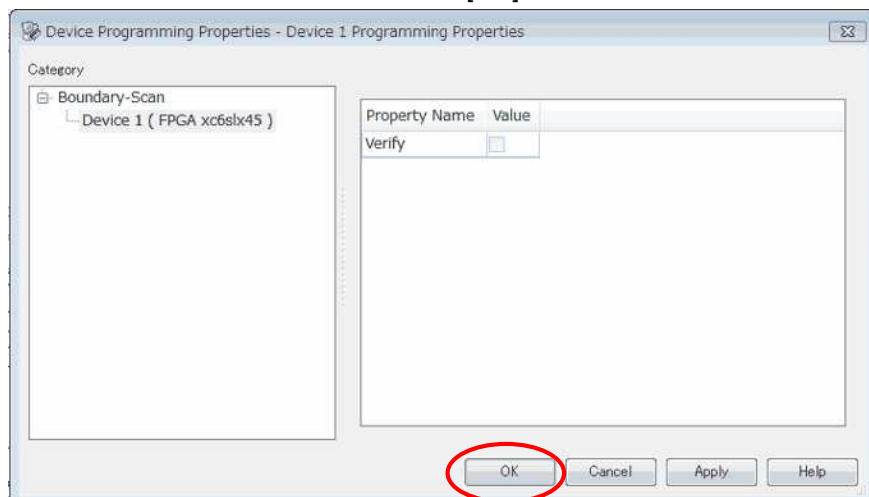 Device Programming Properties - Device 1 Programming Properties
Category
Boundary-Scan
Device 1 ( FPGA xc6slx45 )
Property Name Value
Verify
OK Cancel Apply Help